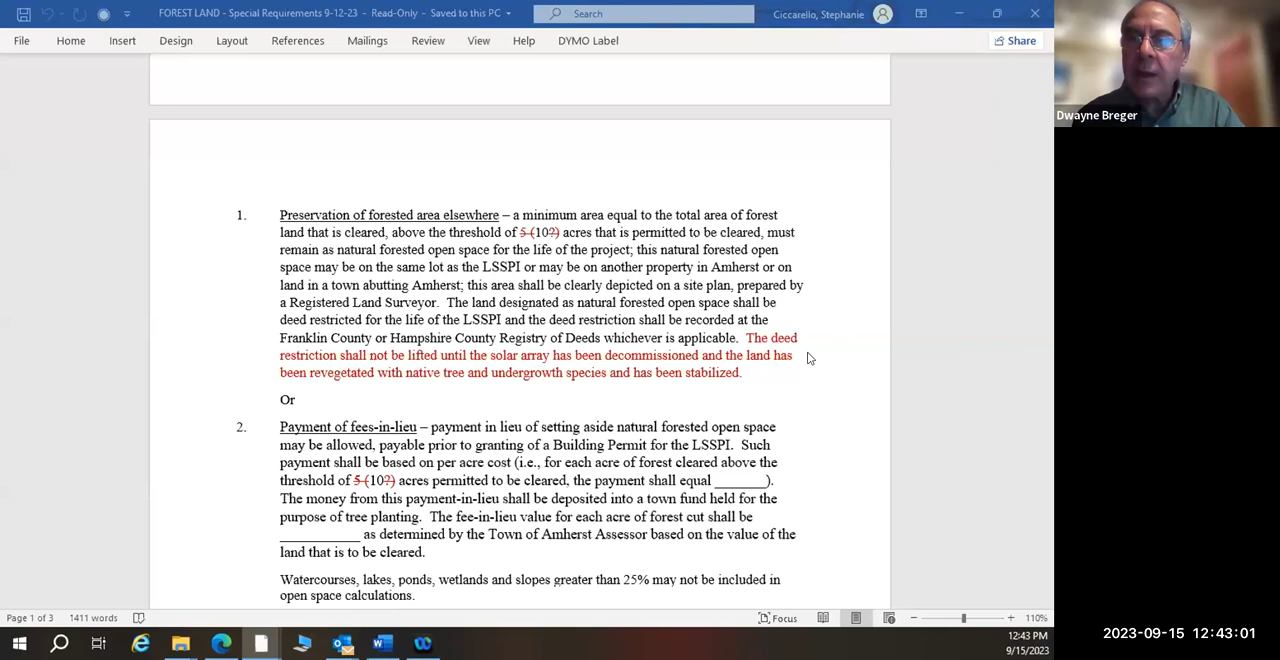 FOREST LAND - Special Requirements 9-12-23 - Read-Only - Saved to this PC
Search
Ciccarello, Stephanie
File Home Insert Design Layout References Mailings Review View Help DYMO Label Share
Dwayne Breger
1. Preservation of forested area elsewhere – a minimum area equal to the total area of forest
land that is cleared, above the threshold of 5 (10?) acres that is permitted to be cleared, must
remain as natural forested open space for the life of the project; this natural forested open
space may be on the same lot as the LSSPI or may be on another property in Amherst or on
land in a town abutting Amherst; this area shall be clearly depicted on a site plan, prepared by
a Registered Land Surveyor. The land designated as natural forested open space shall be
deed restricted for the life of the LSSPI and the deed restriction shall be recorded at the
Franklin County or Hampshire County Registry of Deeds whichever is applicable. The deed
restriction shall not be lifted until the solar array has been decommissioned and the land has
been revegetated with native tree and undergrowth species and has been stabilized.
Or
2. Payment of fees-in-lieu – payment in lieu of setting aside natural forested open space
may be allowed, payable prior to granting of a Building Permit for the LSSPI. Such
payment shall be based on per acre cost (i.e., for each acre of forest cleared above the
threshold of 5 (10?) acres permitted to be cleared, the payment shall equal _______).
The money from this payment-in-lieu shall be deposited into a town fund held for the
purpose of tree planting. The fee-in-lieu value for each acre of forest cut shall be
___________ as determined by the Town of Amherst Assessor based on the value of the
land that is to be cleared.
Watercourses, lakes, ponds, wetlands and slopes greater than 25% may not be included in
open space calculations.
Page 1 of 3 1411 words Focus 110%
12:43 PM
9/15/2023
2023-09-15 12:43:01